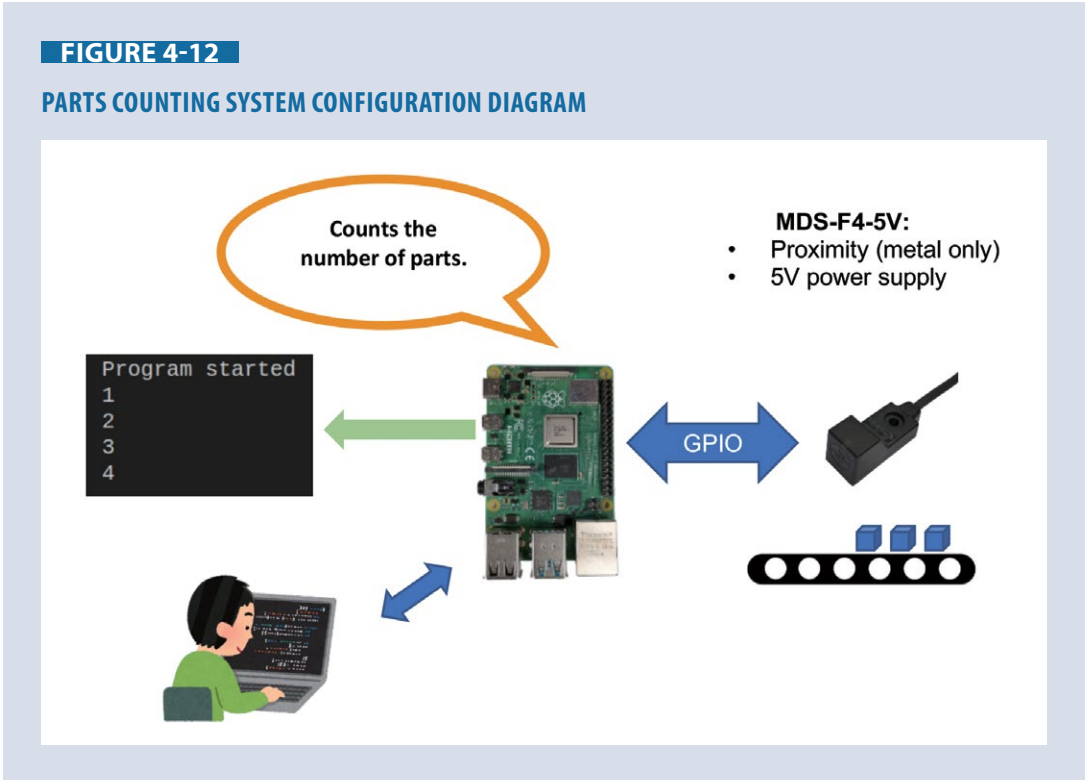 FIGURE 4-12
PARTS COUNTING SYSTEM CONFIGURATION DIAGRAM
Counts the
number of parts.
MDS-F4-5V:
• Proximity (metal only)
• 5V power supply
Program started
1
2
3
4
GPIO
HDMI